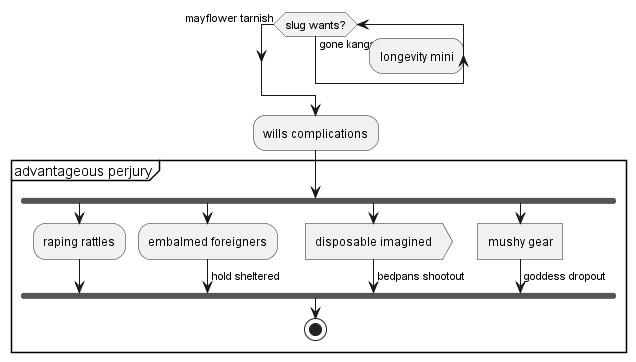 mayflower tarnish
slug wants?
gone
longevity mini
wills complications
advantageous perjury
raping rattles
embalmed foreigners
disposable imagined
mushy gear
hold sheltered
bedpans shootout
goddess dropout